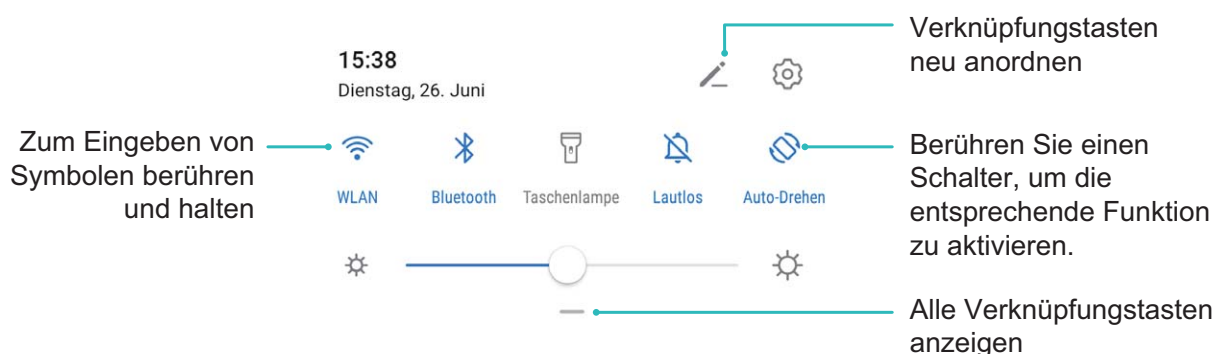 Verknüpfungstasten
neu anordnen
15:38
Dienstag, 26. Juni
Zum Eingeben von
Symbolen berühren
und halten
WLAN
Bluetooth
Taschenlampe
Lautlos
Auto-Drehen
Berühren Sie einen
Schalter, um die
entsprechende Funktion
zu aktivieren.
Alle Verknüpfungstasten
anzeigen